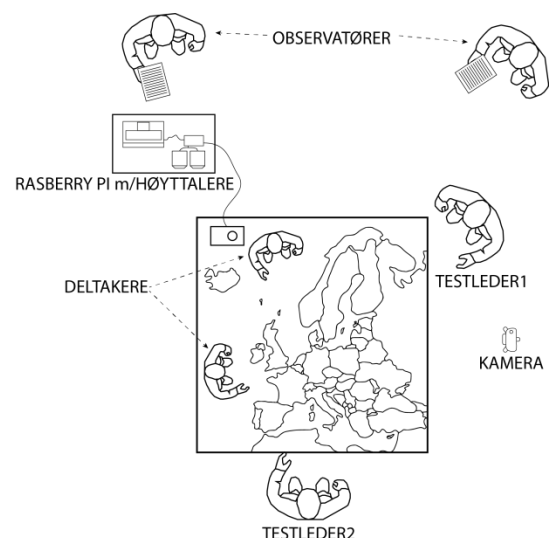 OBSERVATØRER
RASBERRY PI m/HØYTTALERE
TESTLEDER1
DELTAKERE
KAMERA
TESTLEDER2